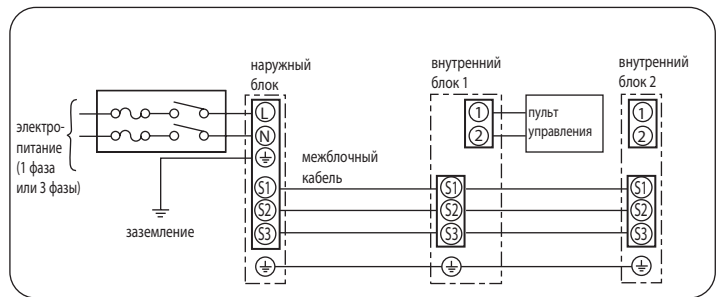 наружный
блок
внутренний
блок 1
внутренний
блок 2
электро-
питание
(1 фаза
или 3 фазы)
L
N
заземление
межблочный
кабель
1
2
пульт
управления
1
2
S1
S2
S3
S1
S2
S3
S1
S2
S3